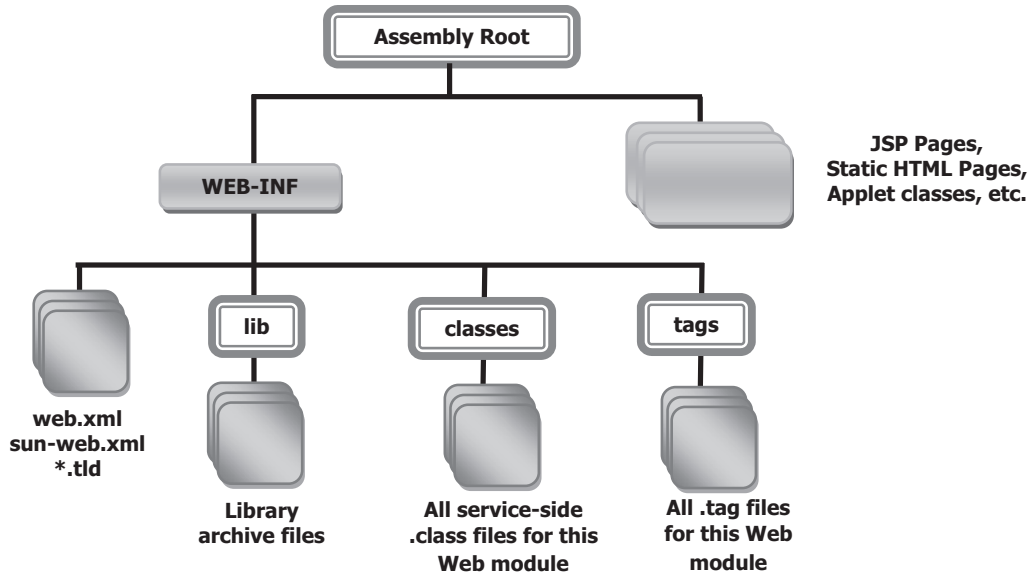 Assembly Root
JSP Pages,
Static HTML Pages,
Applet classes, etc.
WEB-INF
lib
classes
tags
web.xml
sun-web.xml
*.tld
Library
archive files
All service-side
.class files for this
Web module
All .tag files
for this Web
module